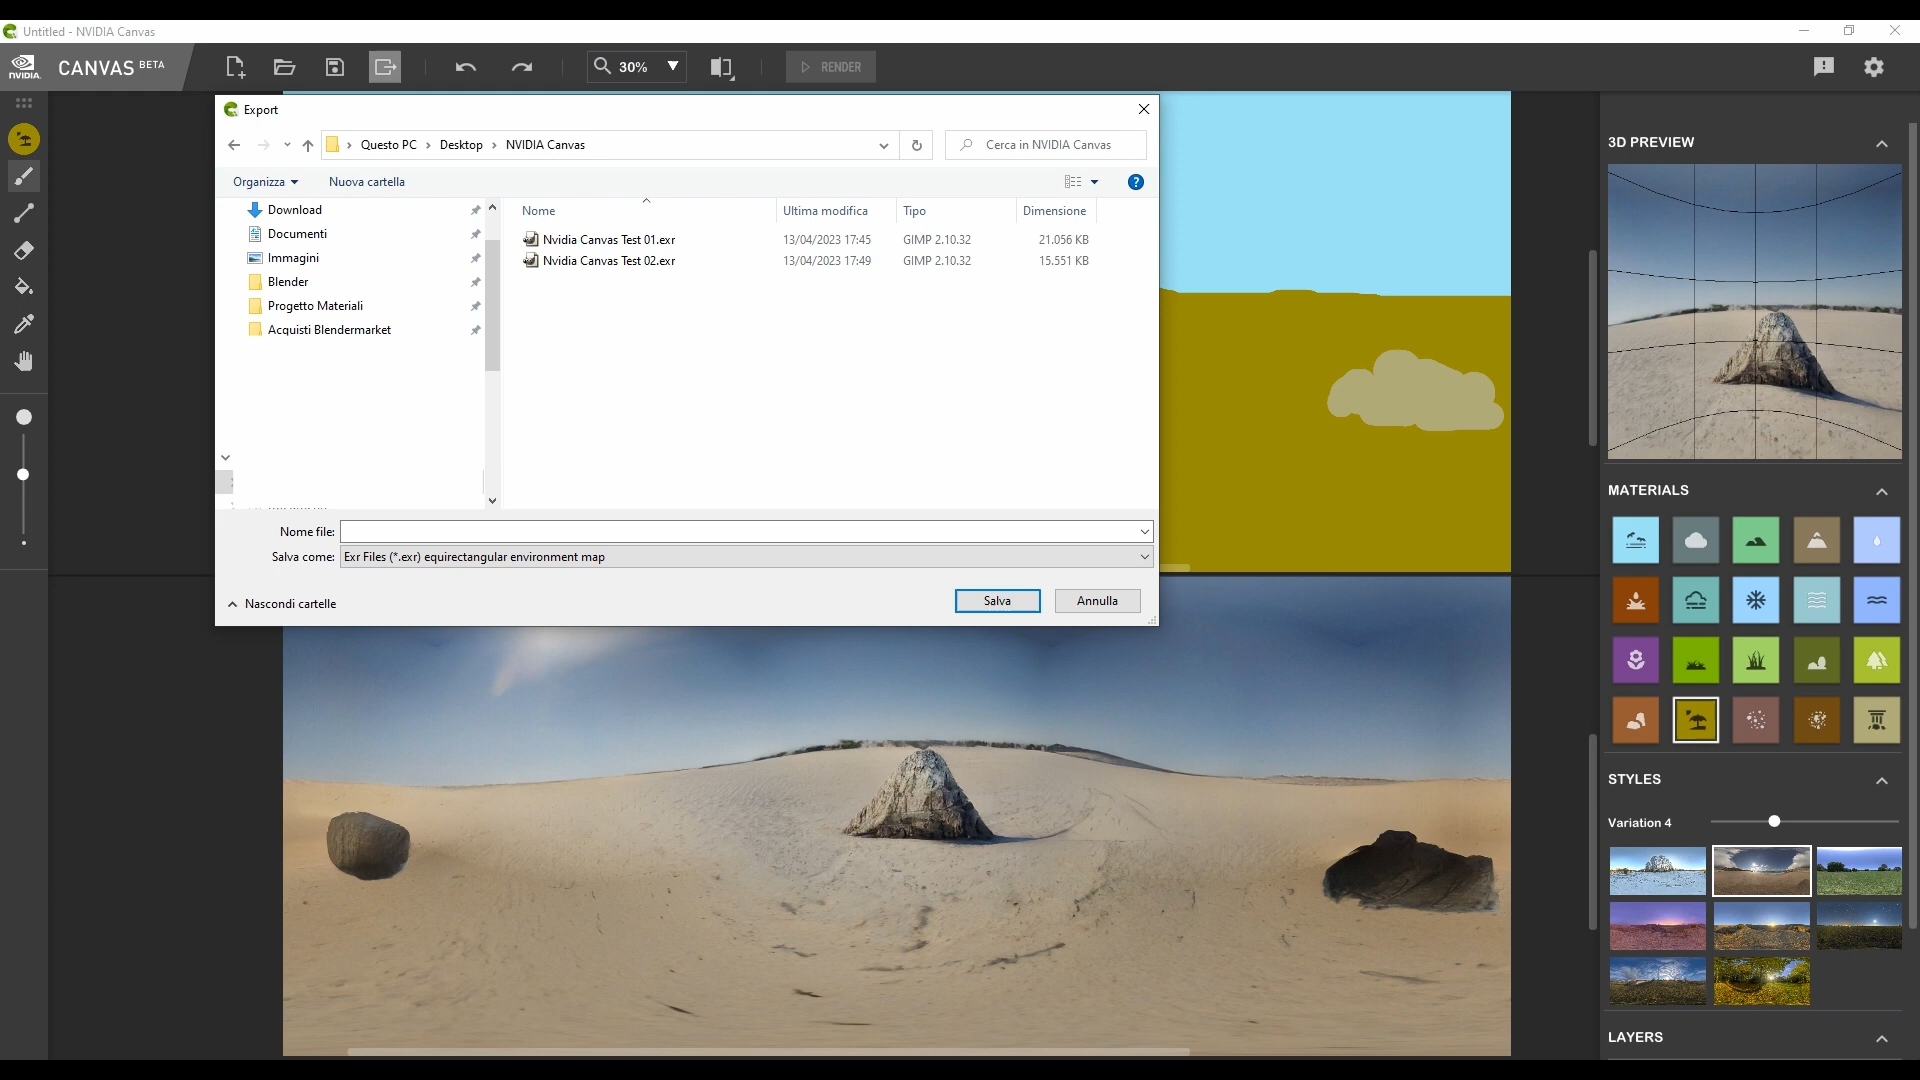 Untitled - NVIDIA Canvas
NVIDIA. CANVAS BETA
30%
RENDER
Export
Questo PC > Desktop > NVIDIA Canvas
Cerca in NVIDIA Canvas
Organizza
Nuova cartella
Download
Documenti
Immagini
Blender
Progetto Materiali
Acquisti Blendermarket
Nome Ultima modifica Tipo Dimensione
Nvidia Canvas Test 01.exr 13/04/2023 17:45 GIMP 2.10.32 21.056 KB
Nvidia Canvas Test 02.exr 13/04/2023 17:49 GIMP 2.10.32 15.551 KB
Nome file:
Salva come: Exr Files (*.exr) equirectangular environment map
Nascondi cartelle
Salva
Annulla
3D PREVIEW
MATERIALS
STYLES
Variation 4
LAYERS